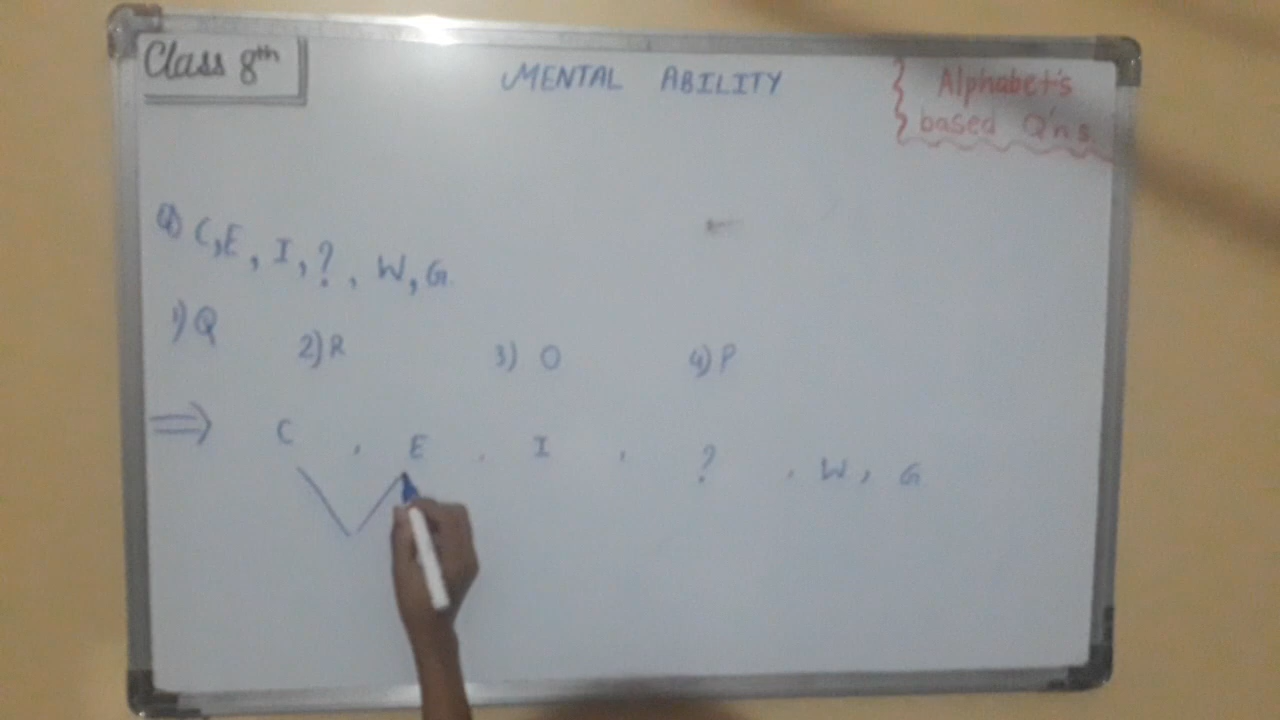 Class 8th
MENTAL ABILITY
Alphabet's
based Q'n s
Q) C, E, I, ?, W, G.
1) Q 2) R 3) O 4) P
⇒ C, E, I, ?, W, G